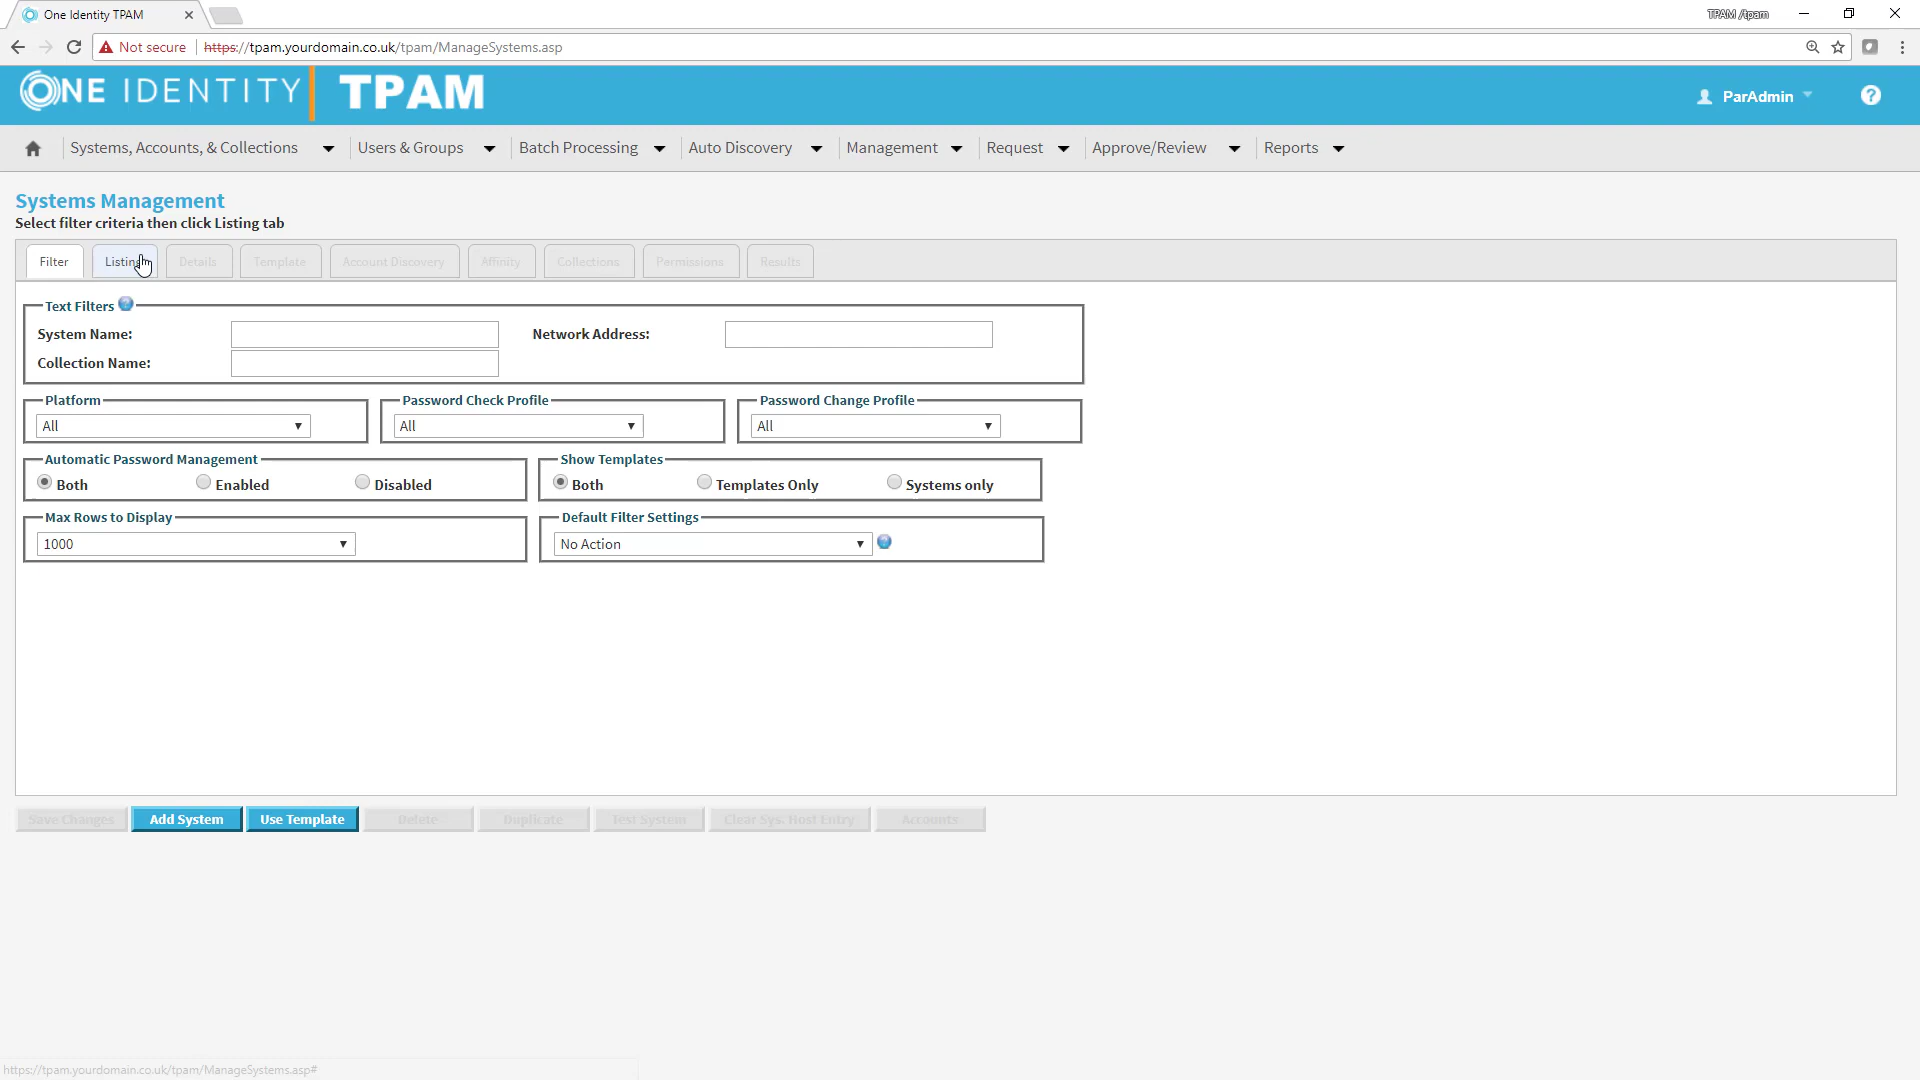 One Identity TPAM
TPAM /tpam
Not secure
https://tpam.yourdomain.co.uk/tpam/ManageSystems.asp
ONE IDENTITY TPAM
ParAdmin
?
Systems, Accounts, & Collections
Users & Groups
Batch Processing
Auto Discovery
Management
Request
Approve/Review
Reports
Systems Management
Select filter criteria then click Listing tab
Filter
Listing
Details
Template
Account Discovery
Affinity
Collections
Permissions
Results
Text Filters
System Name:
Network Address:
Collection Name:
Platform
Password Check Profile
Password Change Profile
All
All
All
Automatic Password Management
Show Templates
Both
Enabled
Disabled
Both
Templates Only
Systems only
Max Rows to Display
Default Filter Settings
1000
No Action
Save Changes
Add System
Use Template
Delete
Duplicate
Test System
Clear Sys. Host Entry
Accounts
https://tpam.yourdomain.co.uk/tpam/ManageSystems.asp#